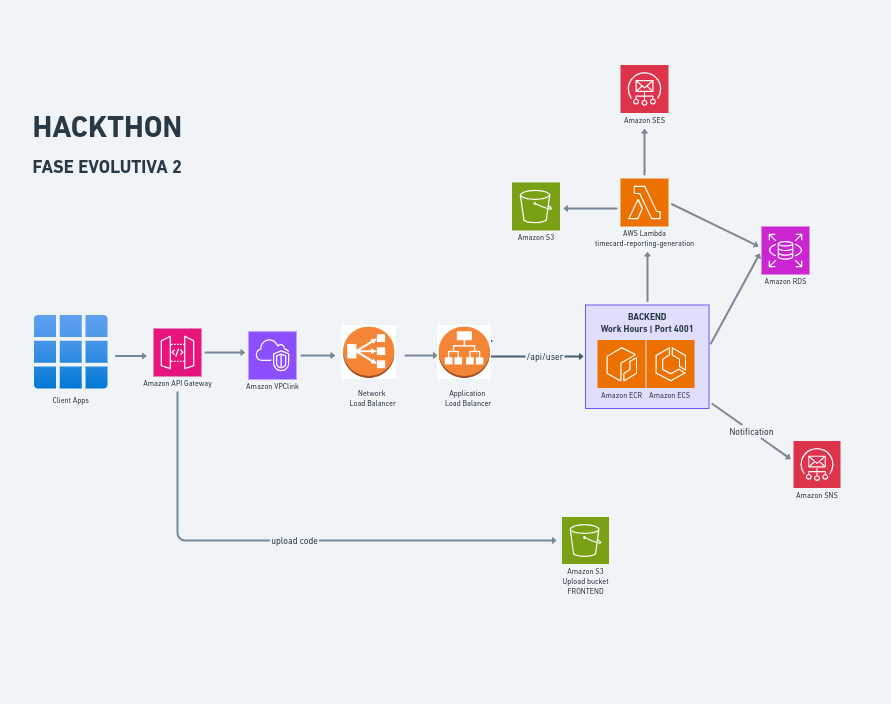 HACKTHON
FASE EVOLUTIVA 2
Amazon SES
Amazon S3
AWS Lambda
timecard-reporting-generation
Amazon RDS
BACKEND
Work Hours | Port 4001
Amazon ECR
Amazon ECS
/api/user
Client Apps
Amazon API Gateway
Amazon VPClink
Network
Load Balancer
Application
Load Balancer
Notification
Amazon SNS
upload code
Amazon S3
Upload bucket
FRONTEND